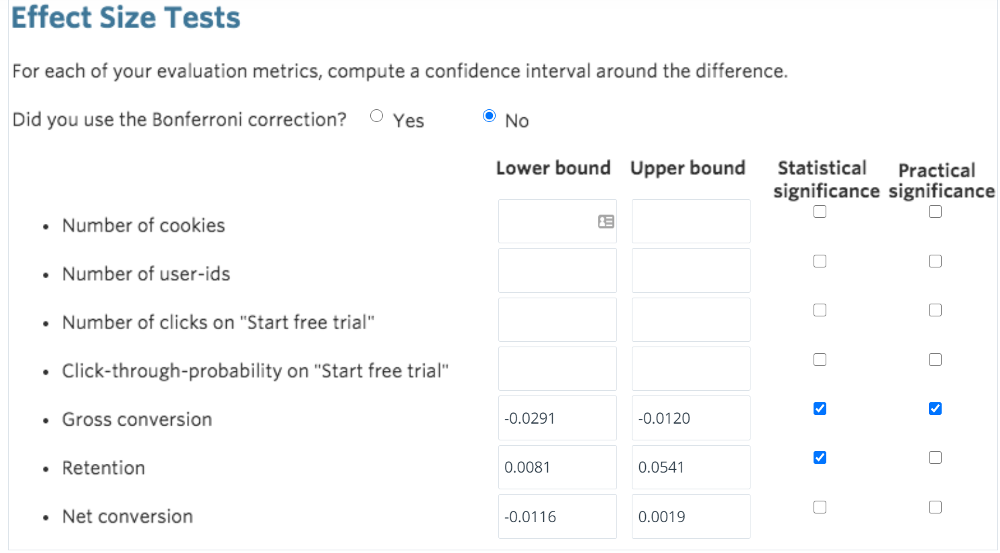 Effect Size Tests
For each of your evaluation metrics, compute a confidence interval around the difference.
Did you use the Bonferroni correction? Yes No
Lower bound Upper bound Statistical significance Practical significance
• Number of cookies
• Number of user-ids
• Number of clicks on "Start free trial"
• Click-through-probability on "Start free trial"
• Gross conversion -0.0291 -0.0120
• Retention 0.0081 0.0541
• Net conversion -0.0116 0.0019